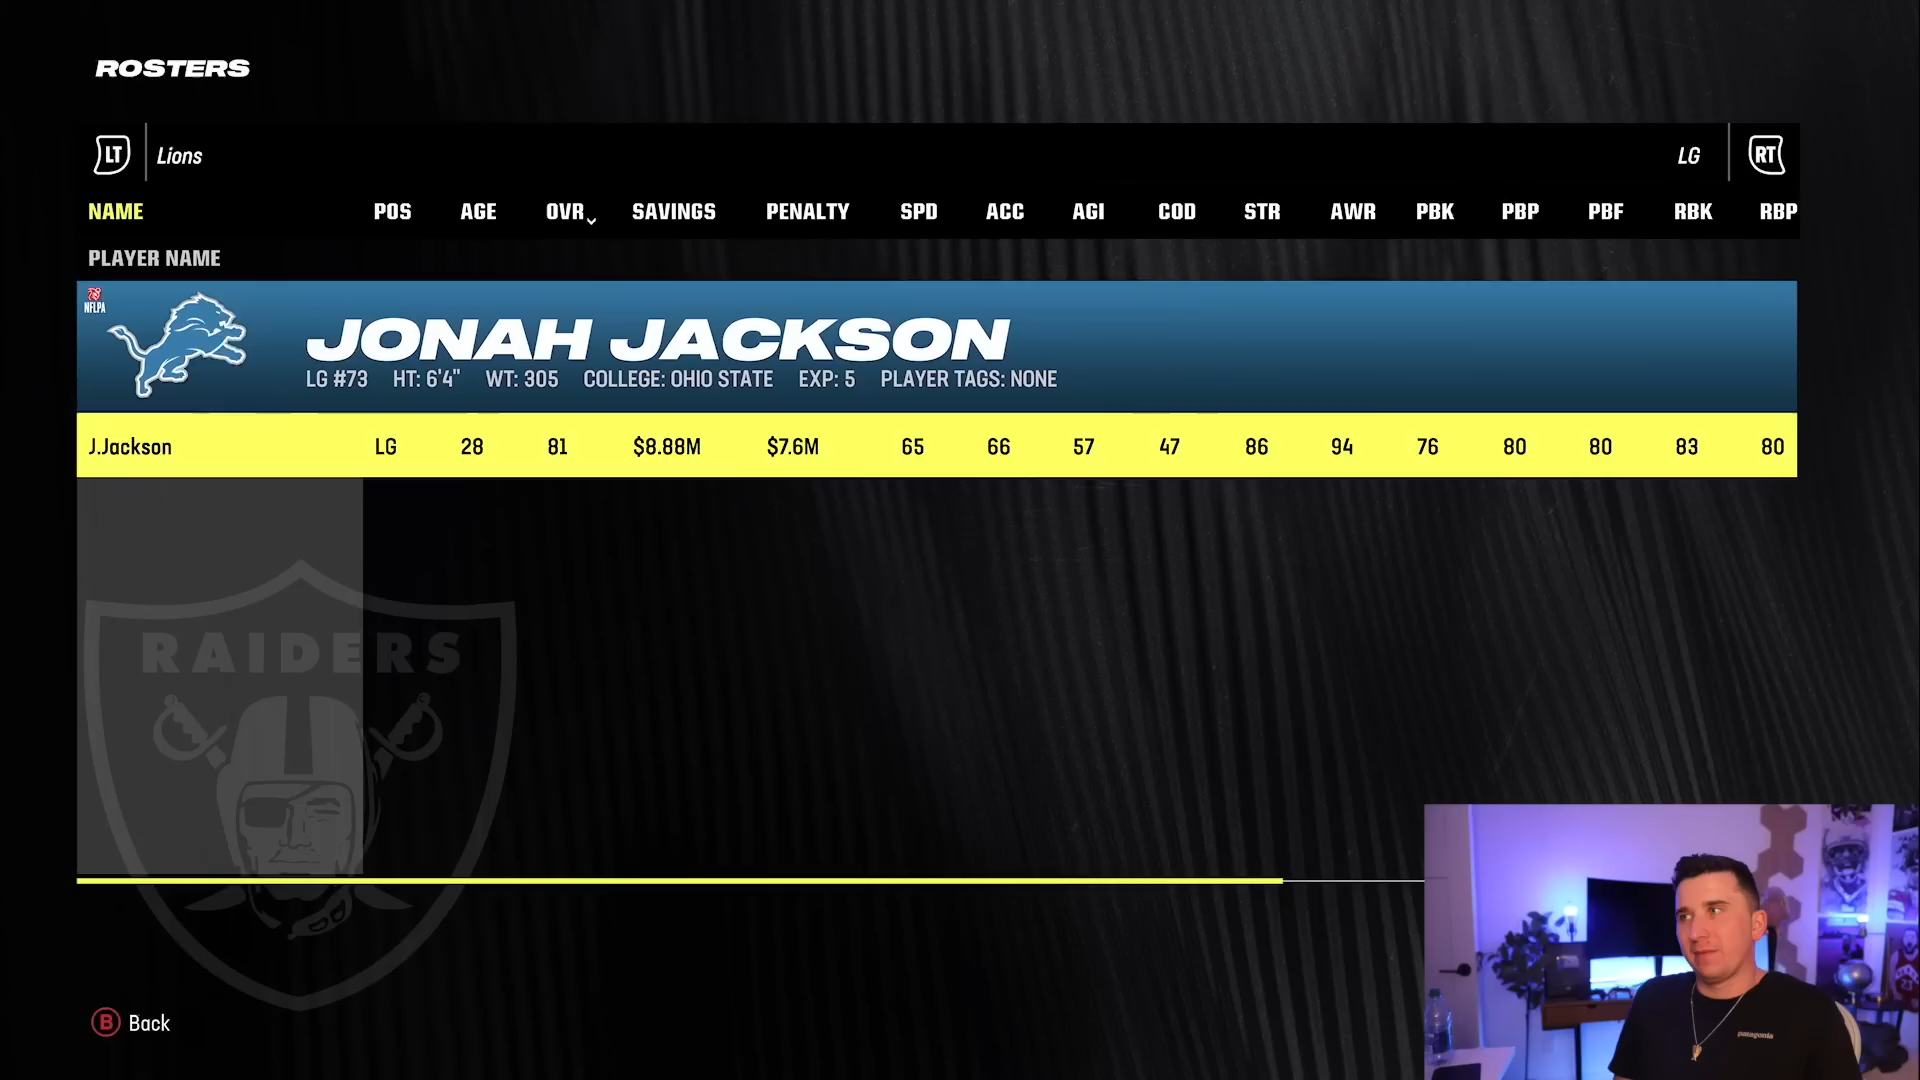 ROSTERS
LT Lions LG RT
NAME POS AGE OVR SAVINGS PENALTY SPD ACC AGI COD STR AWR PBK PBP PBF RBK RBP
PLAYER NAME
NFLPA
JONAH JACKSON
LG #73 HT: 6'4" WT: 305 COLLEGE: OHIO STATE EXP: 5 PLAYER TAGS: NONE
J.Jackson LG 28 81 $8.88M $7.6M 65 66 57 47 86 94 76 80 80 83 80
RAIDERS
B Back
patagonia